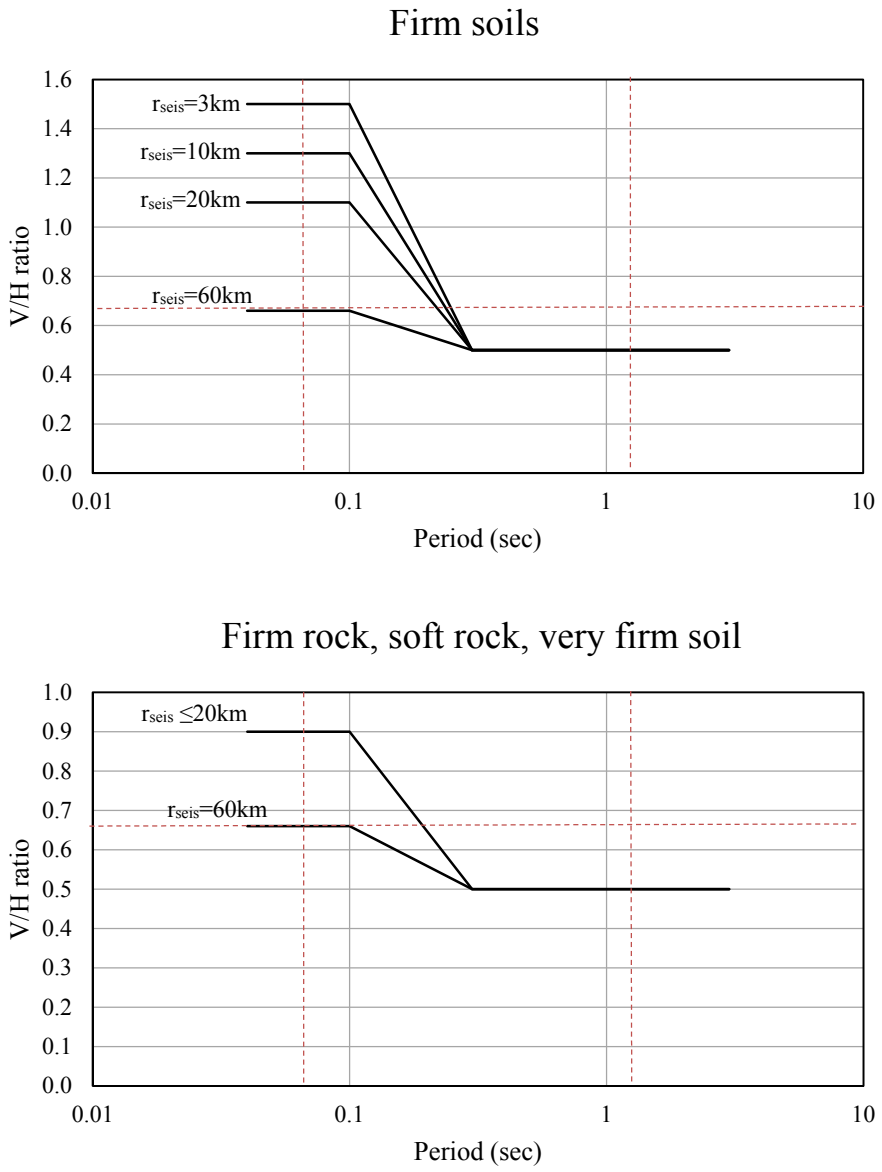 Firm soils
1.6
1.4
1.2
1.0
0.8
0.6
0.4
0.2
0.0
V/H ratio
rseis=3km
rseis=10km
rseis=20km
rseis=60km
0.01 0.1 1 10
Period (sec)
Firm rock, soft rock, very firm soil
1.0
0.9
0.8
0.7
0.6
0.5
0.4
0.3
0.2
0.1
0.0
V/H ratio
rseis ≤20km
rseis=60km
0.01 0.1 1 10
Period (sec)